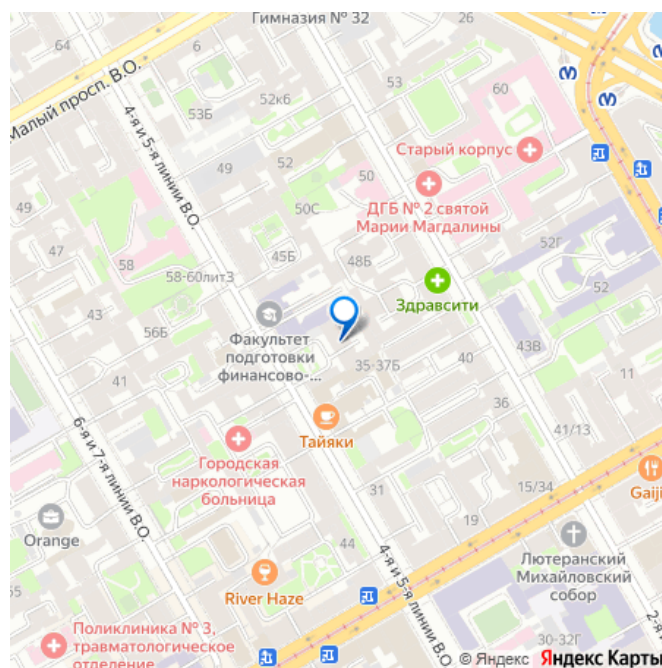 Гимназия № 32
26
64
Малый просп. В.О.
53Б
52к6
53
60
4-я и 5-я линии В.О.
Старый корпус
49
52
50
ДГБ № 2 святой
Марии Магдалины
49
50С
47
58
45Б
48Б
52Г
58-60лит3
Здравсити
52
43
56Б
Факультет
подготовки
финансово-...
35-37Б
40
43В
41
11
36
Тайяки
41/13
6-я и 7-я линии В.О.
Городская
наркологическая
больница
31
15/34
Gaiji
Orange
19
44
4-я и 5-я линии В.О.
Лютеранский
Михайловский
собор
River Haze
2-я
Поликлиника № 3,
травматологическое
отделение
30-32Г
© Яндекс Яндекс Карты